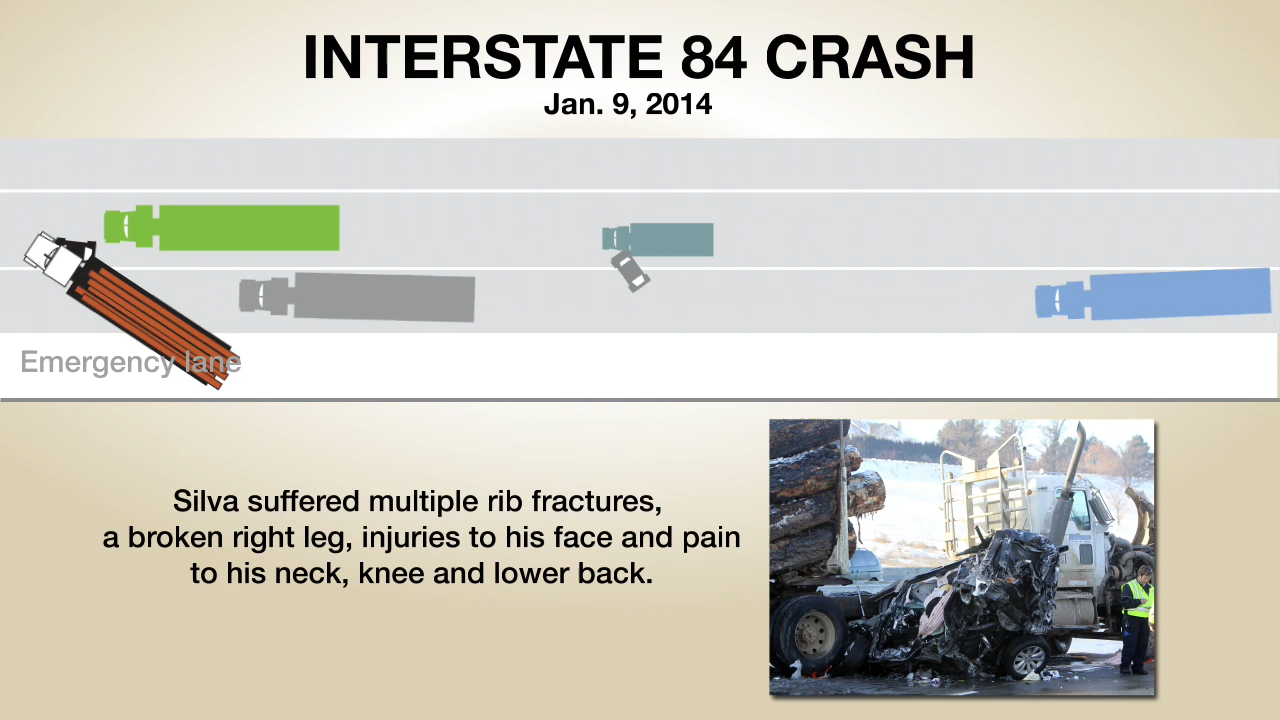 INTERSTATE 84 CRASH
Jan. 9, 2014
Emergency lane
Silva suffered multiple rib fractures,
a broken right leg, injuries to his face and pain
to his neck, knee and lower back.